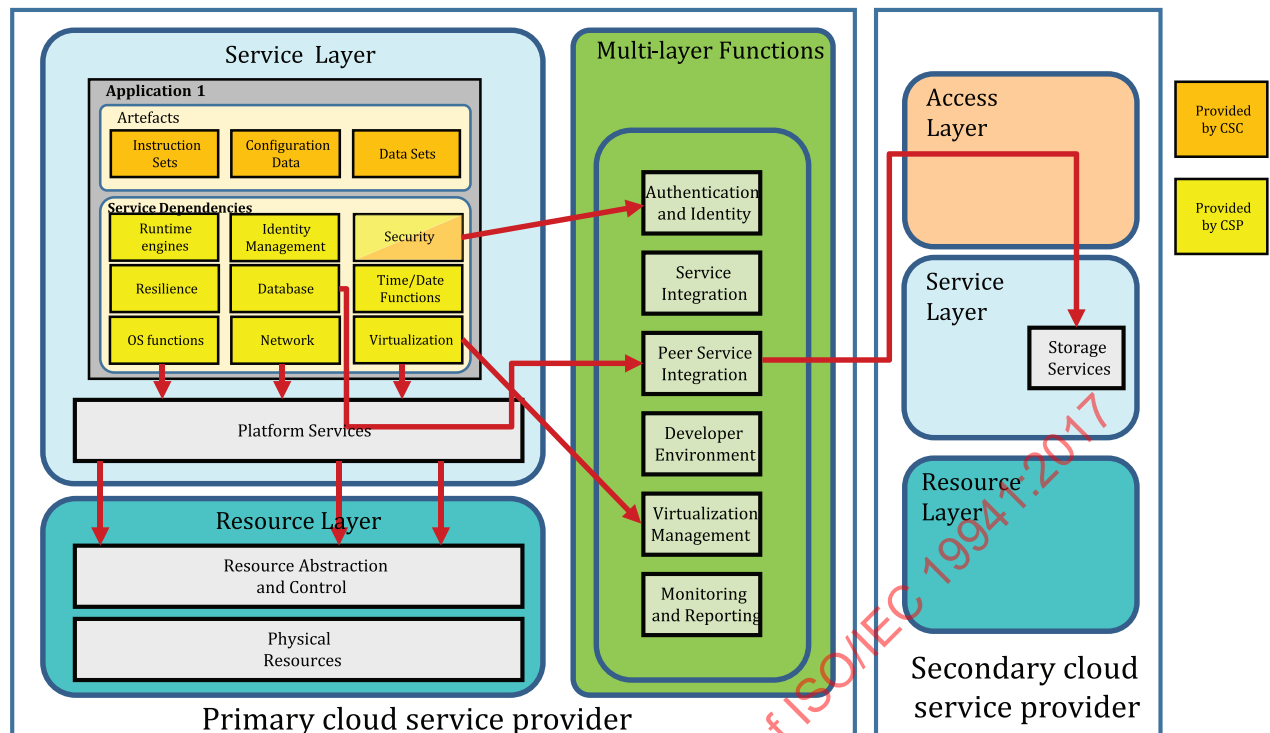 Service Layer
Application 1
Artefacts
Instruction
Sets
Configuration
Data
Data Sets
Service Dependencies
Runtime
engines
Identity
Management
Security
Resilience
Database
Time/Date
Functions
OS functions
Network
Virtualization
Platform Services
Resource Layer
Resource Abstraction
and Control
Physical
Resources
Primary cloud service provider
Multi-layer Functions
Authentication
and Identity
Service
Integration
Peer Service
Integration
Developer
Environment
Virtualization
Management
Monitoring
and Reporting
Access
Layer
Service
Layer
Storage
Services
Resource
Layer
Secondary cloud
service provider
Provided
by CSC
Provided
by CSP
f ISO/IEC 19941:2017